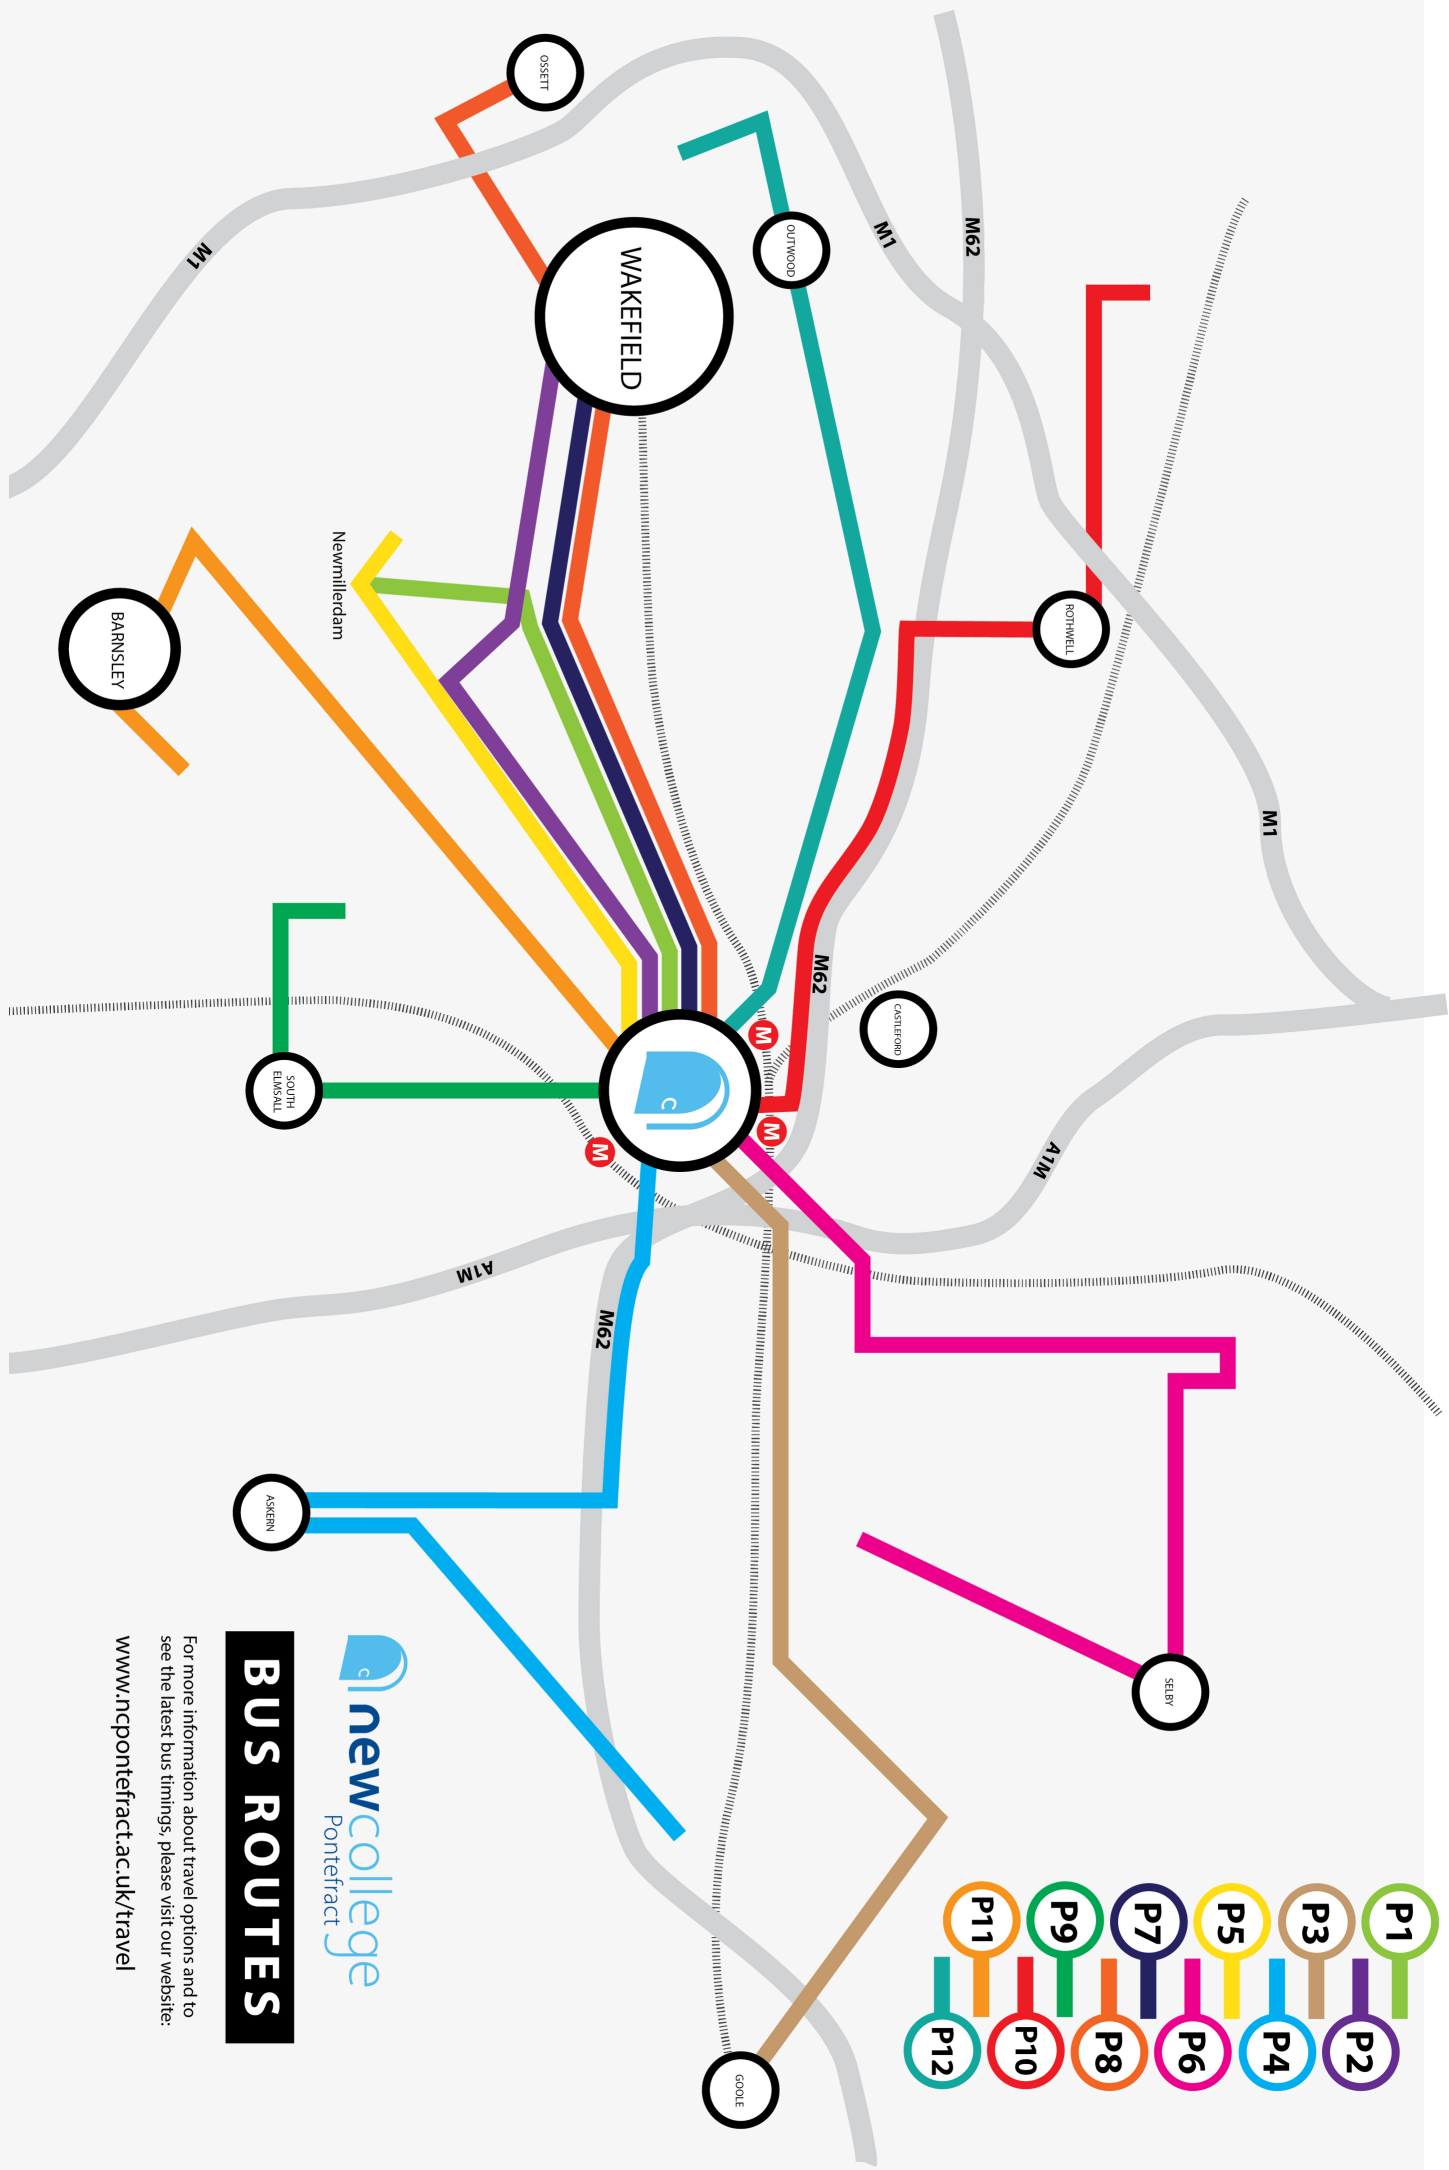 P1
P2
P3
P4
P5
P6
P7
P8
P9
P10
P11
P12
M1
M1
M1
M62
M62
M62
A1M
A1M
ROTHWELL
SELBY
CASTLEFORD
OUTWOOD
WAKEFIELD
OSSETT
GOOLE
M
M
M
C
Newmillerdam
BARNSLEY
SOUTH
ELMSALL
ASKERN
C
newcollege
Pontefract
BUS ROUTES
For more information about travel options and to
see the latest bus timings, please visit our website:
www.ncpontefract.ac.uk/travel